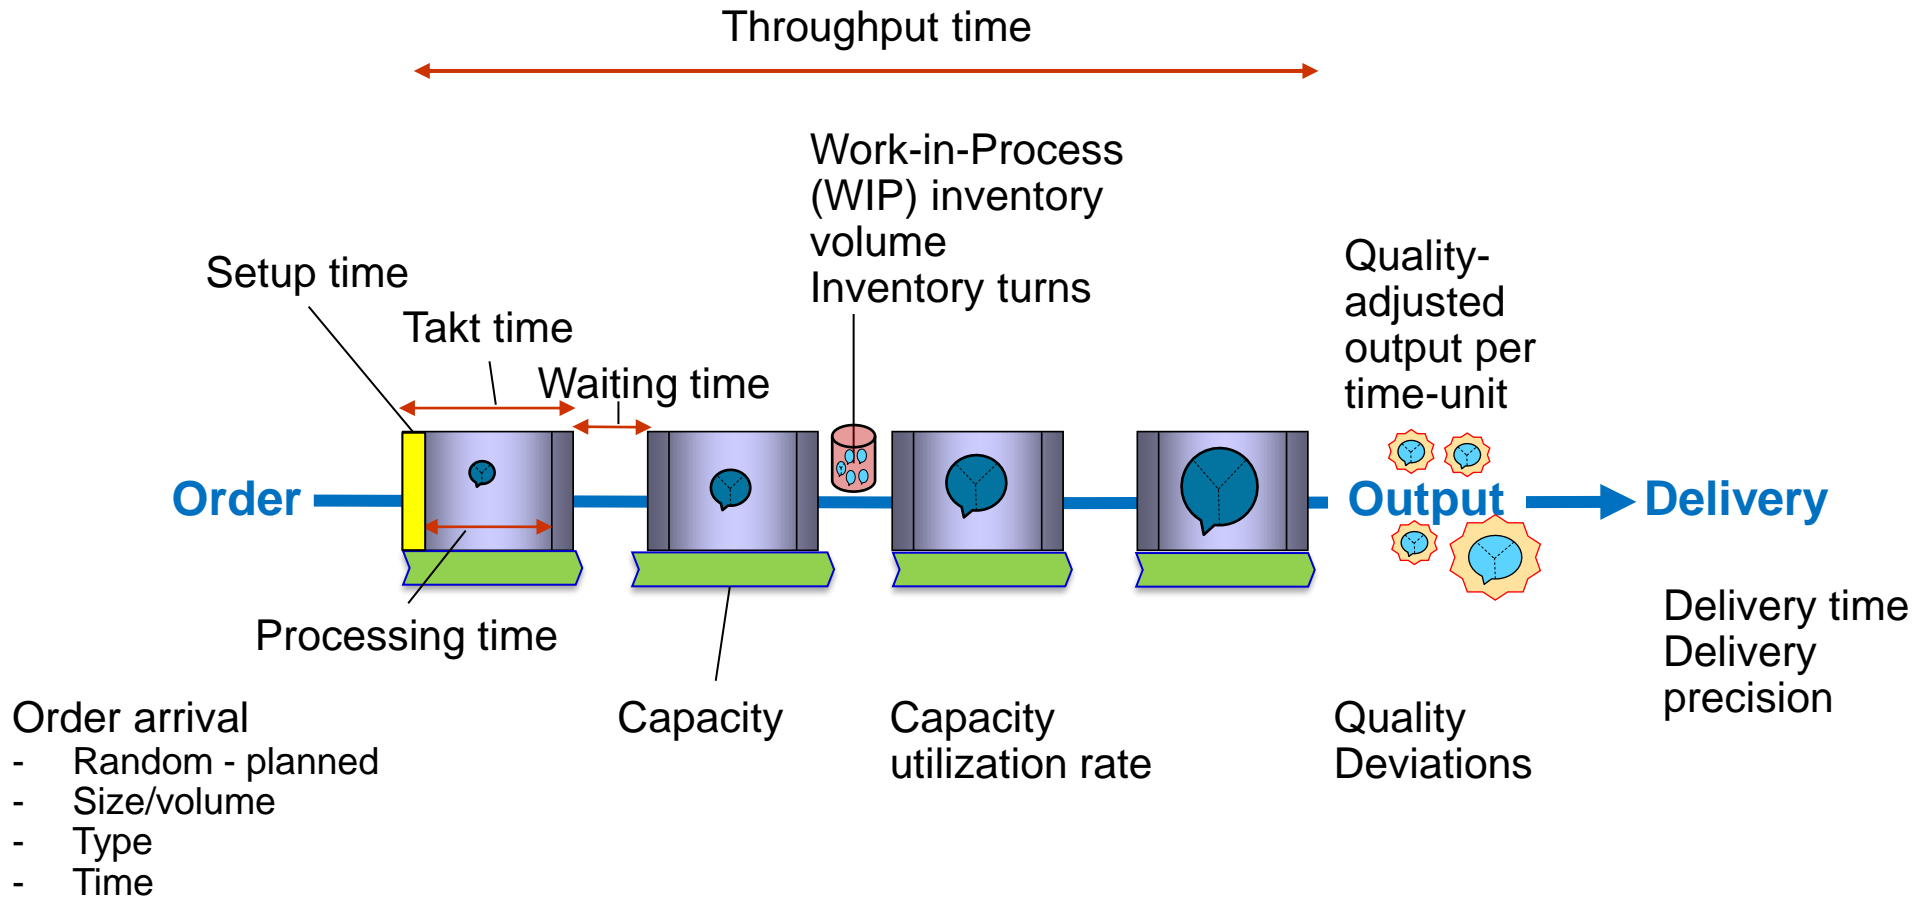 Throughput time
Work-in-Process
(WIP) inventory
volume
Inventory turns
Setup time
Takt time
Waiting time
Quality-
adjusted
output per
time-unit
Order
Output
Delivery
Processing time
Delivery time
Delivery
precision
Order arrival
- Random - planned
- Size/volume
- Type
- Time
Capacity
Capacity
utilization rate
Quality
Deviations